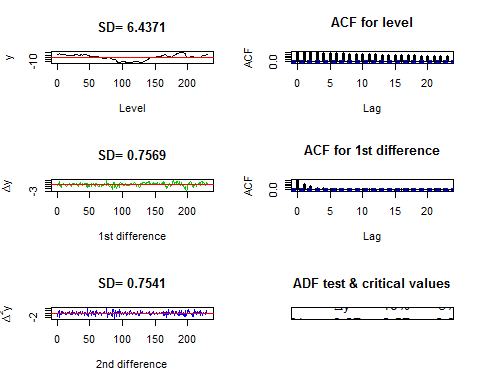 SD= 6.4371
ACF for level
y
-10
0 50 100 150 200
Level
ACF
0.0
0 5 10 15 20
Lag
SD= 0.7569
ACF for 1st difference
Δy
-3
0 50 100 150 200
1st difference
ACF
0.0
0 5 10 15 20
Lag
SD= 0.7541
ADF test & critical values
Δ²y
-2
0 50 100 150 200
2nd difference